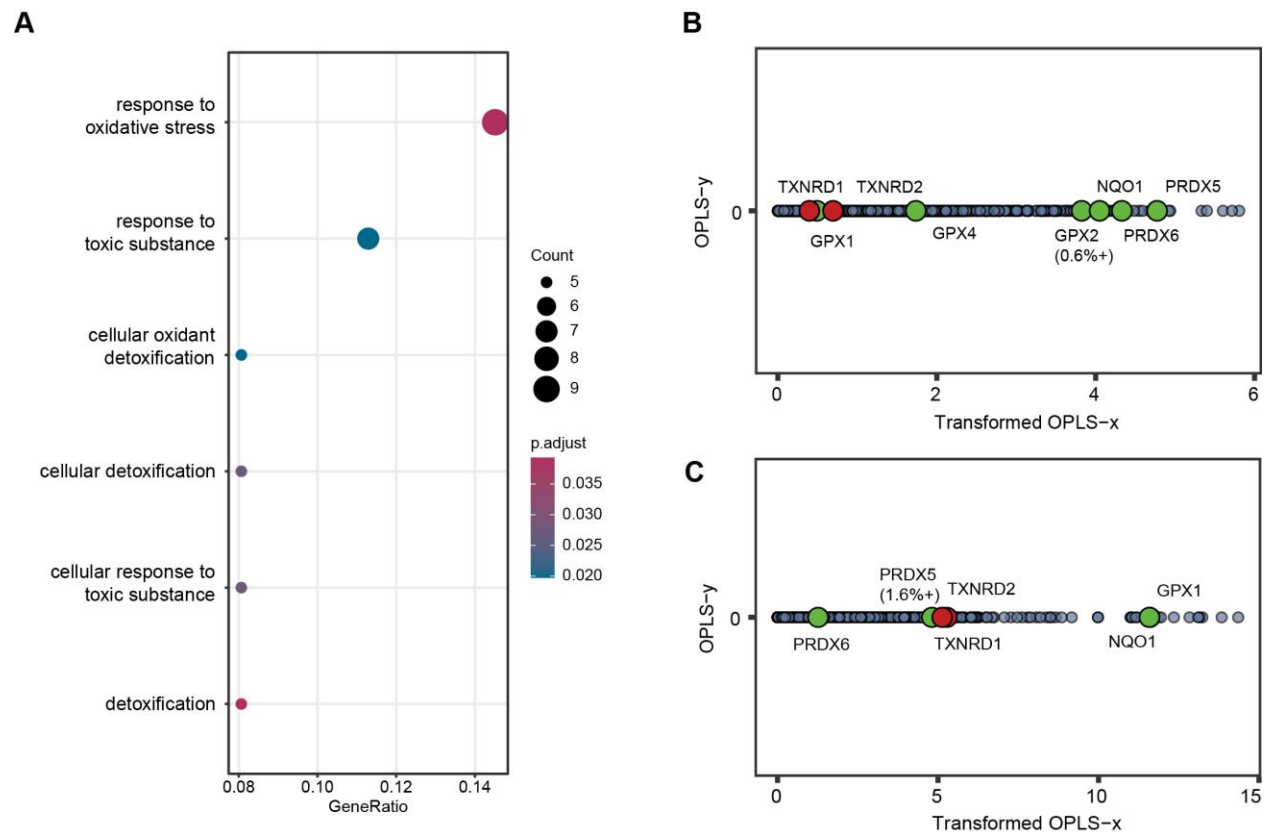 A
response to
oxidative stress
response to
toxic substance
cellular oxidant
detoxification
cellular detoxification
cellular response to
toxic substance
detoxification
0.08
0.10
0.12
0.14
GeneRatio
Count
5
6
7
8
9
p.adjust
0.035
0.030
0.025
0.020
B
OPLS−y
0
TXNRD1
TXNRD2
NQO1
PRDX5
GPX1
GPX4
GPX2
(0.6%+)
PRDX6
0
2
4
6
Transformed OPLS−x
C
OPLS−y
0
PRDX5
(1.6%+)
TXNRD2
GPX1
PRDX6
TXNRD1
NQO1
0
5
10
15
Transformed OPLS−x